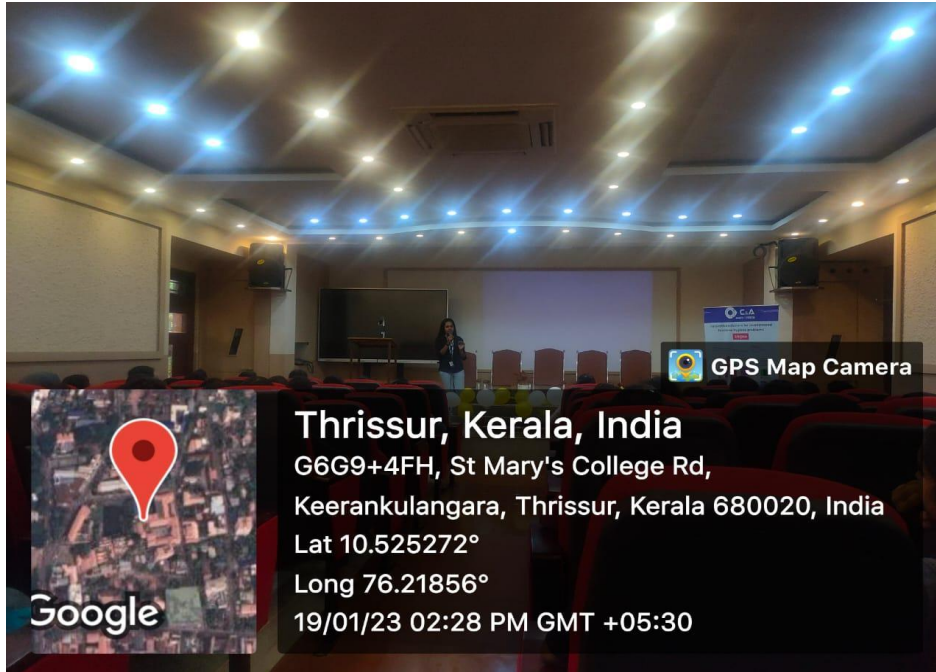 C&A
GPS Map Camera
Thrissur, Kerala, India
G6G9+4FH, St Mary's College Rd,
Keerankulangara, Thrissur, Kerala 680020, India
Lat 10.525272°
Long 76.21856°
19/01/23 02:28 PM GMT +05:30
Google